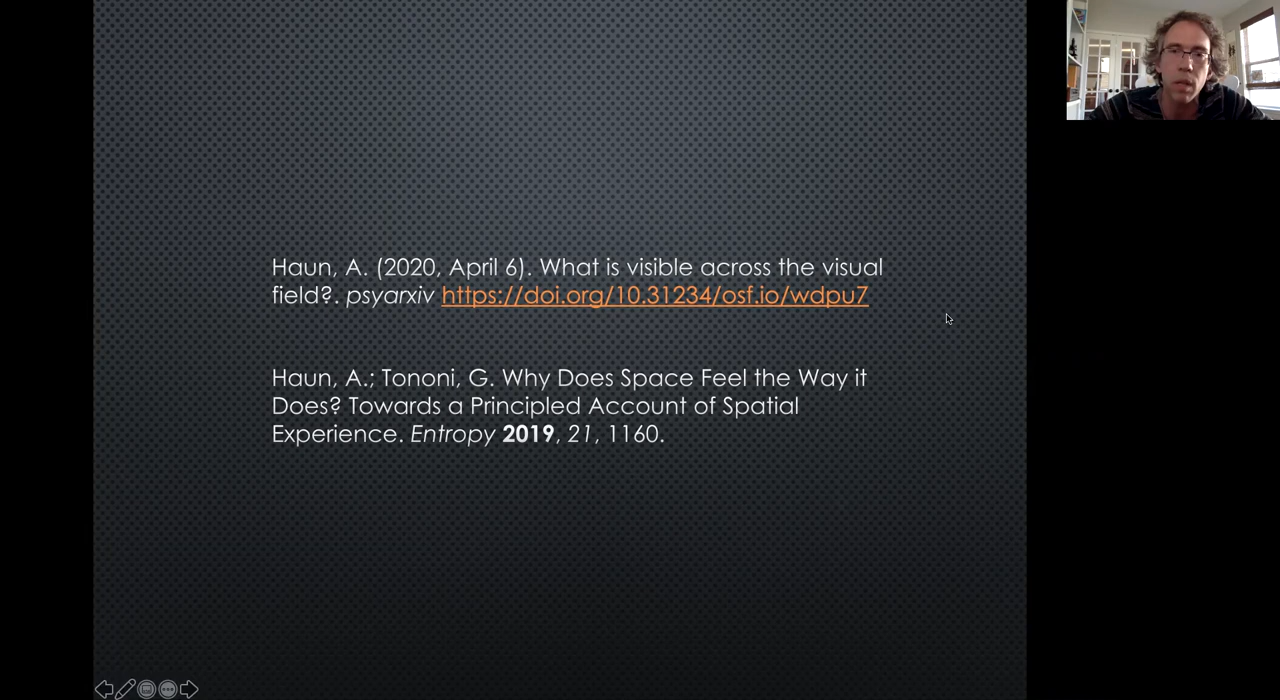 Haun, A. (2020, April 6). What is visible across the visual
field?. psyarxiv https://doi.org/10.31234/osf.io/wdpu7
Haun, A.; Tononi, G. Why Does Space Feel the Way it
Does? Towards a Principled Account of Spatial
Experience. Entropy 2019, 21, 1160.